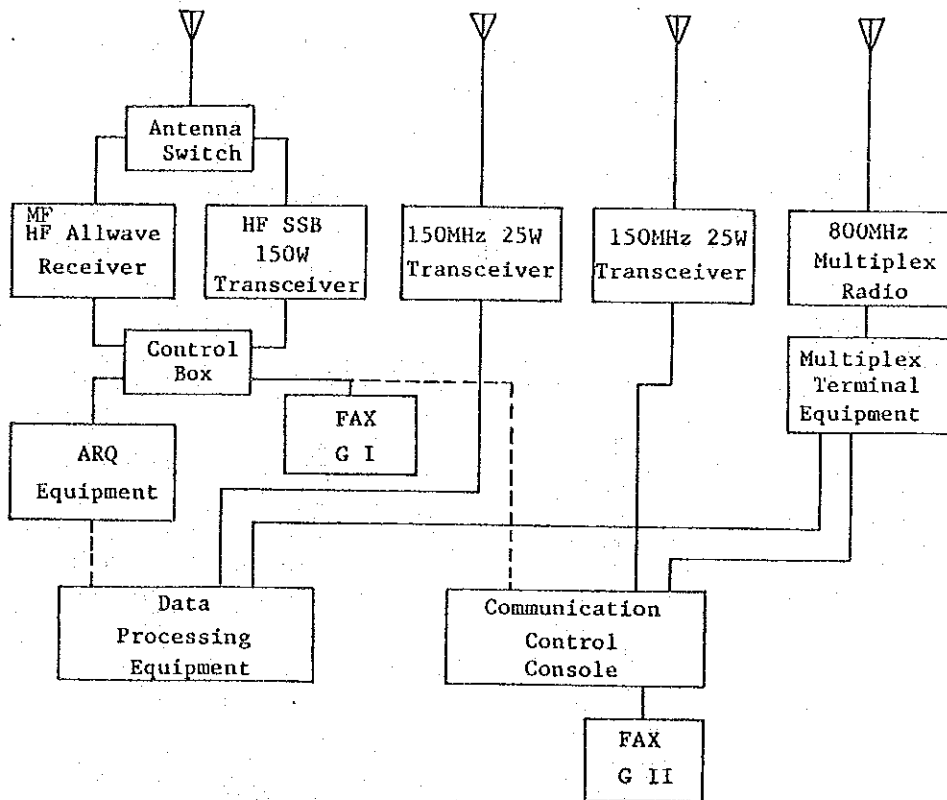 Antenna
Switch
MF
HF Allwave
Receiver
HF SSB
150W
Transceiver
150MHz 25W
Transceiver
150MHz 25W
Transceiver
800MHz
Multiplex
Radio
Control
Box
Multiplex
Terminal
Equipment
FAX
G I
ARQ
Equipment
Data
Processing
Equipment
Communication
Control
Console
FAX
G II